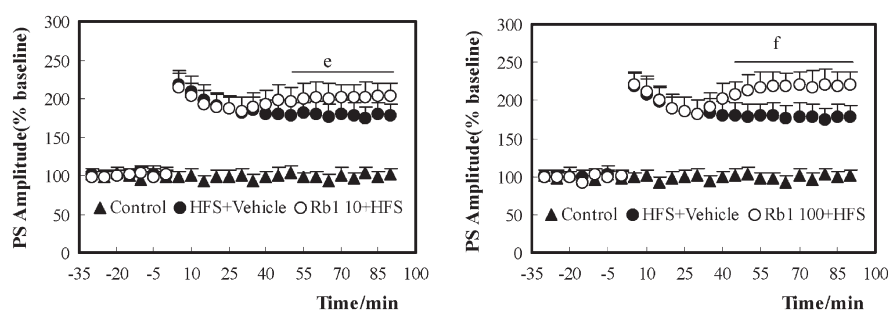 PS Amplitude(% baseline)
300
250
200
150
100
50
0
e
▲ Control ● HFS+Vehicle ○ Rb1 10+HFS
-35 -20 -5 10 25 40 55 70 85 100
Time/min
PS Amplitude(% baseline)
300
250
200
150
100
50
0
f
▲ Control ● HFS+Vehicle ○ Rb1 100+HFS
-35 -20 -5 10 25 40 55 70 85 100
Time/min